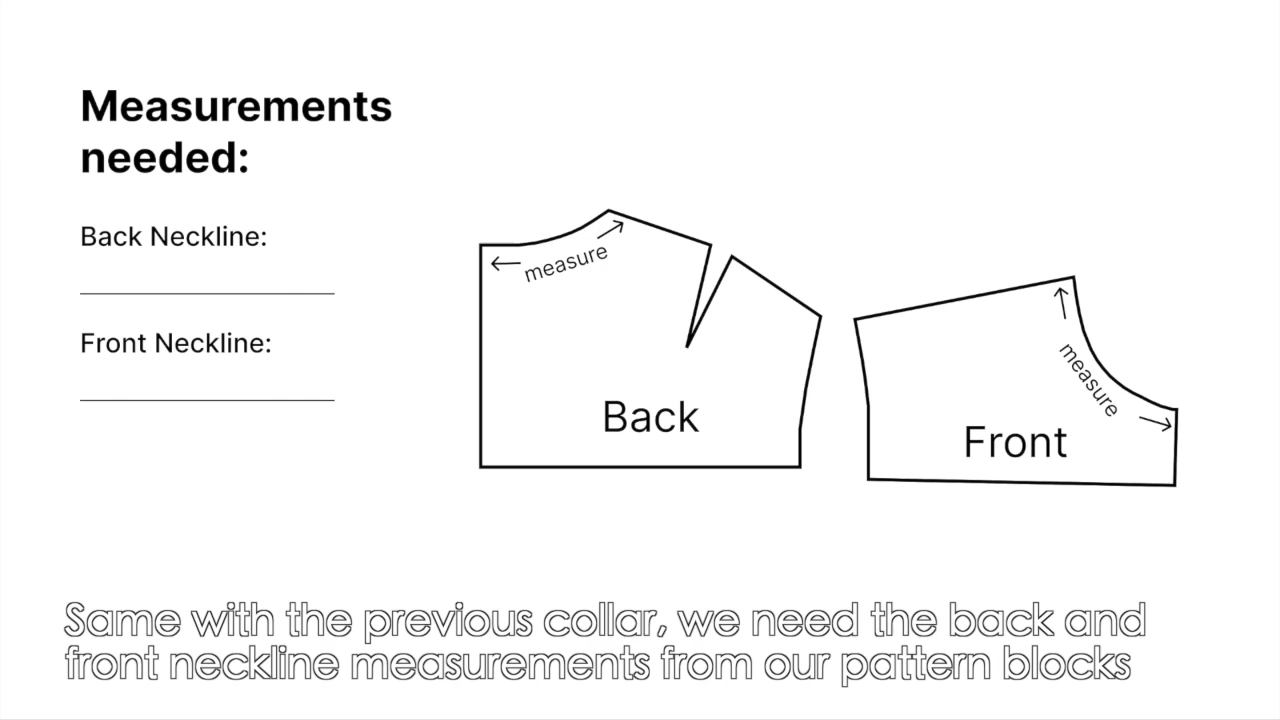 Measurements
needed:
Back Neckline:
Front Neckline:
measure
Back
measure
Front
Same with the previous collar, we need the back and
front neckline measurements from our pattern blocks